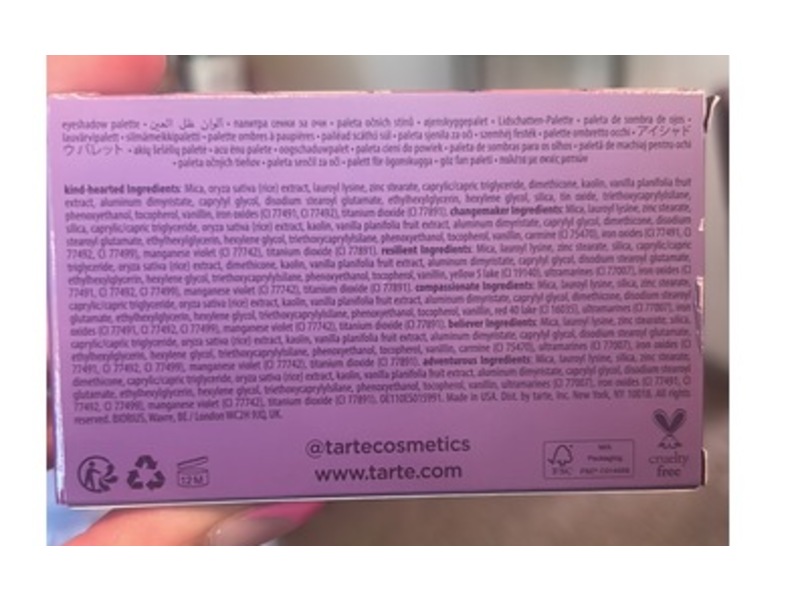 eyeshadow palette • ألوان ظل العين • палитра сенки за очи • paleta očních stínů • øjenskyggepalet • Lidschatten-Palette • paleta de sombra de ojos •
lauvärvipalett • silmämeikkipaletti • palette ombres à paupières • pailéad scáthú súl • paleta sjenila za oči • szemhéj festék • palette ombretto occhi • アイシャド
ウ パレット • akių šešėlių paletė • acu ēnu palete • oogschaduwpalet • paleta cieni do powiek • paleta de sombras para os olhos • paletă de machiaj pentru ochi
• paleta očných tieňov • paleta senčil za oči • palett för ögonskugga • göz farı paleti • παλέτα με σκιές ματιών
kind-hearted Ingredients: Mica, oryza sativa (rice) extract, lauroyl lysine, zinc stearate, caprylic/capric triglyceride, dimethicone, kaolin, vanilla planifolia fruit
extract, aluminum dimyristate, caprylyl glycol, disodium stearoyl glutamate, ethylhexylglycerin, hexylene glycol, silica, tin oxide, triethoxycaprylylsilane,
phenoxyethanol, tocopherol, vanillin, iron oxides (CI 77491, CI 77492), titanium dioxide (CI 77891). changemaker Ingredients: Mica, lauroyl lysine, zinc stearate,
silica, caprylic/capric triglyceride, oryza sativa (rice) extract, kaolin, vanilla planifolia fruit extract, aluminum dimyristate, caprylyl glycol, dimethicone, disodium
stearoyl glutamate, ethylhexylglycerin, hexylene glycol, triethoxycaprylylsilane, phenoxyethanol, tocopherol, vanillin, carmine (CI 75470), iron oxides (CI 77491, CI
77492, CI 77499), manganese violet (CI 77742), titanium dioxide (CI 77891). resilient Ingredients: Mica, lauroyl lysine, zinc stearate, silica, caprylic/capric
triglyceride, oryza sativa (rice) extract, dimethicone, kaolin, vanilla planifolia fruit extract, aluminum dimyristate, caprylyl glycol, disodium stearoyl glutamate,
ethylhexylglycerin, hexylene glycol, triethoxycaprylylsilane, phenoxyethanol, tocopherol, vanillin, yellow 5 lake (CI 19140), ultramarines (CI 77007), iron oxides (CI
77491, CI 77492, CI 77499), manganese violet (CI 77742), titanium dioxide (CI 77891). compassionate Ingredients: Mica, lauroyl lysine, silica, zinc stearate,
caprylic/capric triglyceride, oryza sativa (rice) extract, kaolin, vanilla planifolia fruit extract, aluminum dimyristate, caprylyl glycol, dimethicone, disodium stearoyl
glutamate, ethylhexylglycerin, hexylene glycol, triethoxycaprylylsilane, phenoxyethanol, tocopherol, vanillin, red 40 lake (CI 16035), ultramarines (CI 77007), iron
oxides (CI 77491, CI 77492, CI 77499), manganese violet (CI 77742), titanium dioxide (CI 77891). believer Ingredients: Mica, lauroyl lysine, zinc stearate, silica,
caprylic/capric triglyceride, oryza sativa (rice) extract, kaolin, vanilla planifolia fruit extract, aluminum dimyristate, caprylyl glycol, dimethicone, disodium stearoyl glutamate,
ethylhexylglycerin, hexylene glycol, triethoxycaprylylsilane, phenoxyethanol, tocopherol, vanillin, carmine (CI 75470), ultramarines (CI 77007), iron oxides (CI
77491, CI 77492, CI 77499), manganese violet (CI 77742), titanium dioxide (CI 77891). adventurous Ingredients: Mica, lauroyl lysine, silica, zinc stearate,
dimethicone, caprylic/capric triglyceride, oryza sativa (rice) extract, kaolin, vanilla planifolia fruit extract, aluminum dimyristate, caprylyl glycol, disodium stearoyl
glutamate, ethylhexylglycerin, hexylene glycol, triethoxycaprylylsilane, phenoxyethanol, tocopherol, vanillin, ultramarines (CI 77007), iron oxides (CI 77491, CI
77492, CI 77499), manganese violet (CI 77742), titanium dioxide (CI 77891). Made in USA. Dist. by tarte, inc. New York, NY 10018. All rights
reserved. BIORIUS, Wavre, BE / London WC2H 9JQ, UK.
@tartecosmetics
www.tarte.com
12 M
FSC
MIX
Packaging
cruelty
free